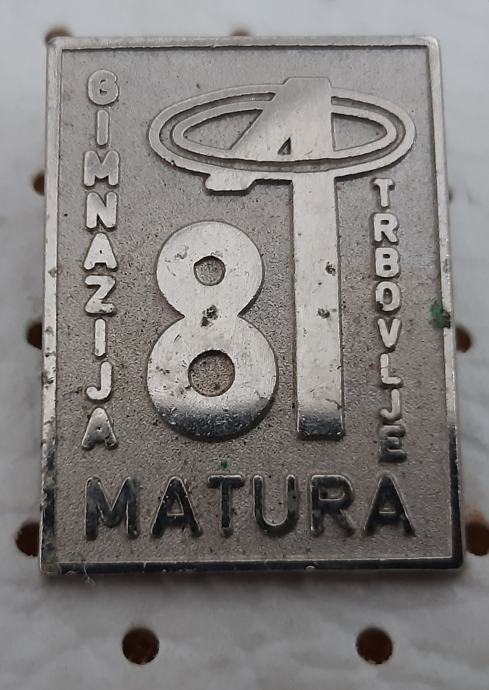 GIMNAZIJA
81
TRBOVLJE
MATURA